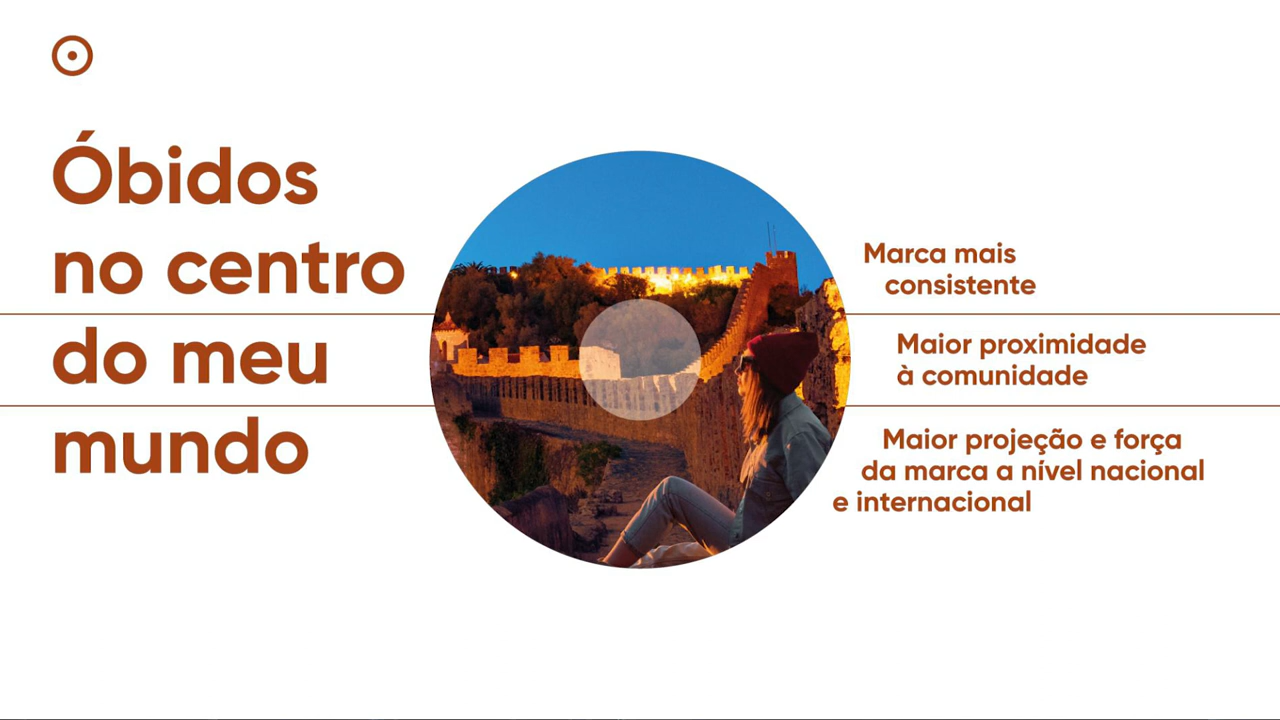 Óbidos
no centro
do meu
mundo
Marca mais
consistente
Maior proximidade
à comunidade
Maior projeção e força
da marca a nível nacional
e internacional